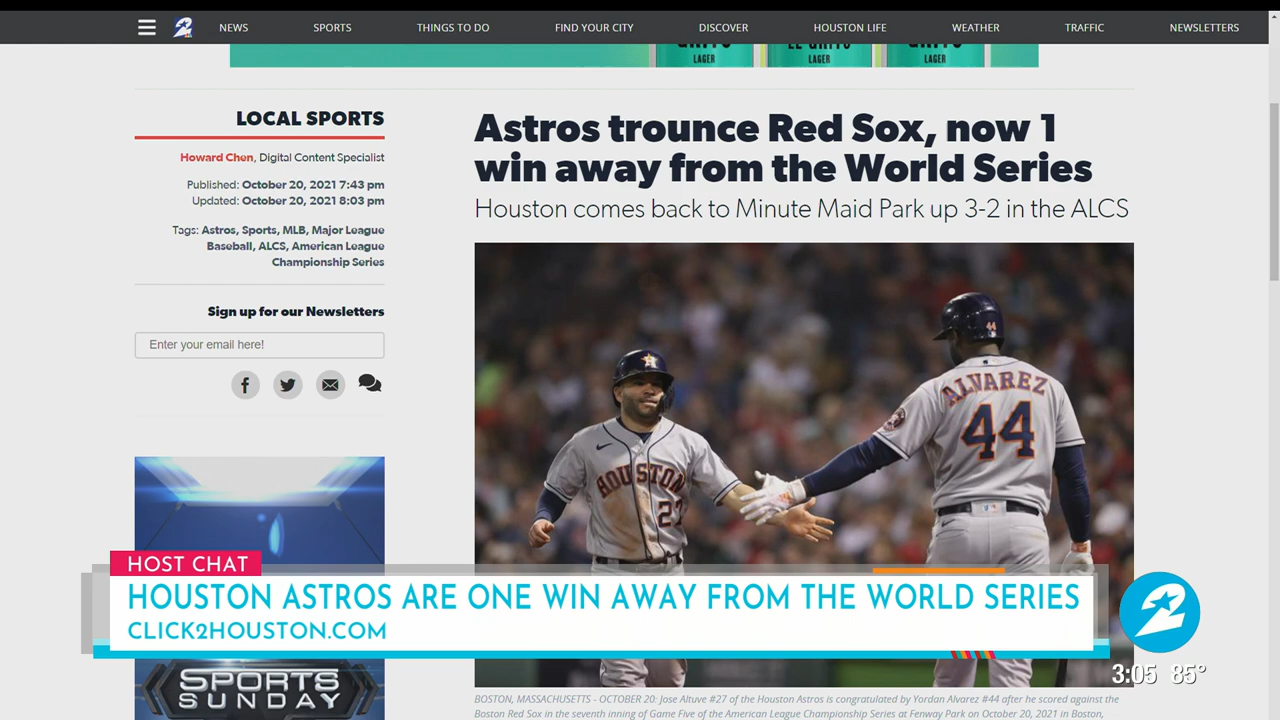 2
NEWS
SPORTS
THINGS TO DO
FIND YOUR CITY
DISCOVER
HOUSTON LIFE
WEATHER
TRAFFIC
NEWSLETTERS
LAGER
LAGER
LAGER
LOCAL SPORTS
Howard Chen, Digital Content Specialist
Published: October 20, 2021 7:43 pm
Updated: October 20, 2021 8:03 pm
Tags: Astros, Sports, MLB, Major League
Baseball, ALCS, American League
Championship Series
Sign up for our Newsletters
Enter your email here!
Astros trounce Red Sox, now 1
win away from the World Series
Houston comes back to Minute Maid Park up 3-2 in the ALCS
44
ALVAREZ
44
HOUSTON
27
HOST CHAT
HOUSTON ASTROS ARE ONE WIN AWAY FROM THE WORLD SERIES
CLICK2HOUSTON.COM
2
3:05 85°
SPORTS
SUNDAY
BOSTON, MASSACHUSETTS - OCTOBER 20: Jose Altuve #27 of the Houston Astros is congratulated by Yordan Alvarez #44 after he scored against the
Boston Red Sox in the seventh inning of Game Five of the American League Championship Series at Fenway Park on October 20, 2021 in Boston,